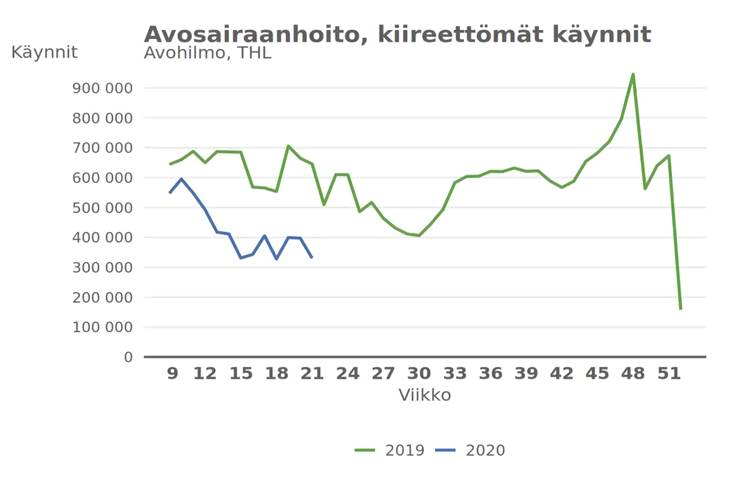 Avosairaanhoito, kiireettömät käynnit
Käynnit
Avohilmo, THL
900 000
800 000
700 000
600 000
500 000
400 000
300 000
200 000
100 000
0
9 12 15 18 21 24 27 30 33 36 39 42 45 48 51
Viikko
2019 2020